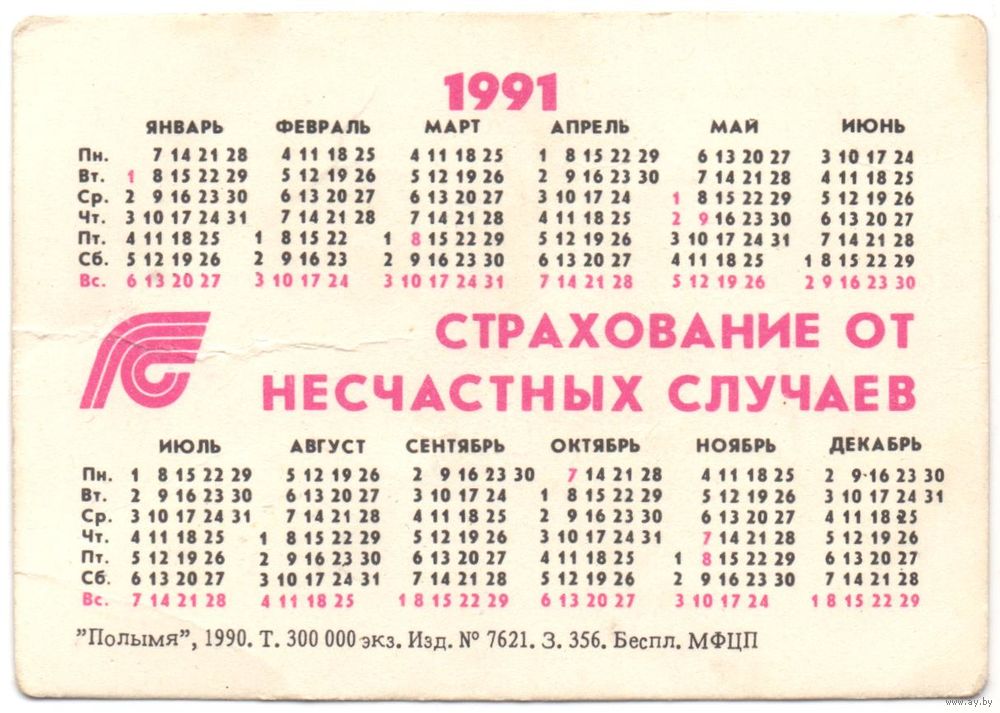 1991
ЯНВАРЬ ФЕВРАЛЬ МАРТ АПРЕЛЬ МАЙ ИЮНЬ
Пн. 7 14 21 28 4 11 18 25 4 11 18 25 1 8 15 22 29 6 13 20 27 3 10 17 24
Вт. 1 8 15 22 29 5 12 19 26 5 12 19 26 2 9 16 23 30 7 14 21 28 4 11 18 25
Ср. 2 9 16 23 30 6 13 20 27 6 13 20 27 3 10 17 24 1 8 15 22 29 5 12 19 26
Чт. 3 10 17 24 31 7 14 21 28 7 14 21 28 4 11 18 25 2 9 16 23 30 6 13 20 27
Пт. 4 11 18 25 1 8 15 22 1 8 15 22 29 5 12 19 26 3 10 17 24 31 7 14 21 28
Сб. 5 12 19 26 2 9 16 23 2 9 16 23 30 6 13 20 27 4 11 18 25 1 8 15 22 29
Вс. 6 13 20 27 3 10 17 24 3 10 17 24 31 7 14 21 28 5 12 19 26 2 9 16 23 30
СТРАХОВАНИЕ ОТ
НЕСЧАСТНЫХ СЛУЧАЕВ
ИЮЛЬ АВГУСТ СЕНТЯБРЬ ОКТЯБРЬ НОЯБРЬ ДЕКАБРЬ
Пн. 1 8 15 22 29 5 12 19 26 2 9 16 23 30 7 14 21 28 4 11 18 25 2 9 16 23 30
Вт. 2 9 16 23 30 6 13 20 27 3 10 17 24 1 8 15 22 29 5 12 19 26 3 10 17 24 31
Ср. 3 10 17 24 31 7 14 21 28 4 11 18 25 2 9 16 23 30 6 13 20 27 4 11 18 25
Чт. 4 11 18 25 1 8 15 22 29 5 12 19 26 3 10 17 24 31 7 14 21 28 5 12 19 26
Пт. 5 12 19 26 2 9 16 23 30 6 13 20 27 4 11 18 25 1 8 15 22 29 6 13 20 27
Сб. 6 13 20 27 3 10 17 24 31 7 14 21 28 5 12 19 26 2 9 16 23 30 7 14 21 28
Вс. 7 14 21 28 4 11 18 25 1 8 15 22 29 6 13 20 27 3 10 17 24 1 8 15 22 29
"Полымя", 1990. Т. 300 000 экз. Изд. № 7621. З. 356. Беспл. МФЦП
www.ay.by